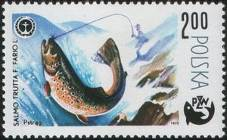 SALMO TRUTTA F. FARIO L.
2.00
POLSKA
PZW